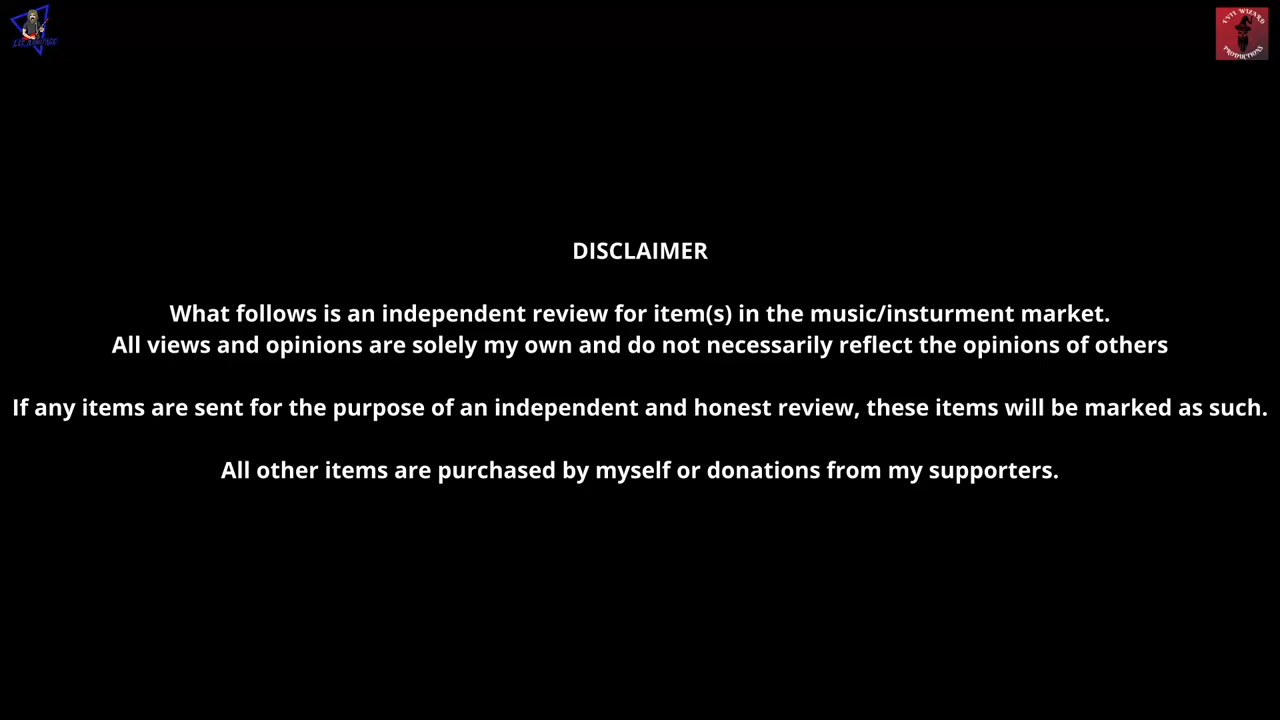 EVIL WIZARD
PRODUCTIONS
DISCLAIMER
What follows is an independent review for item(s) in the music/insturment market.
All views and opinions are solely my own and do not necessarily reflect the opinions of others
If any items are sent for the purpose of an independent and honest review, these items will be marked as such.
All other items are purchased by myself or donations from my supporters.